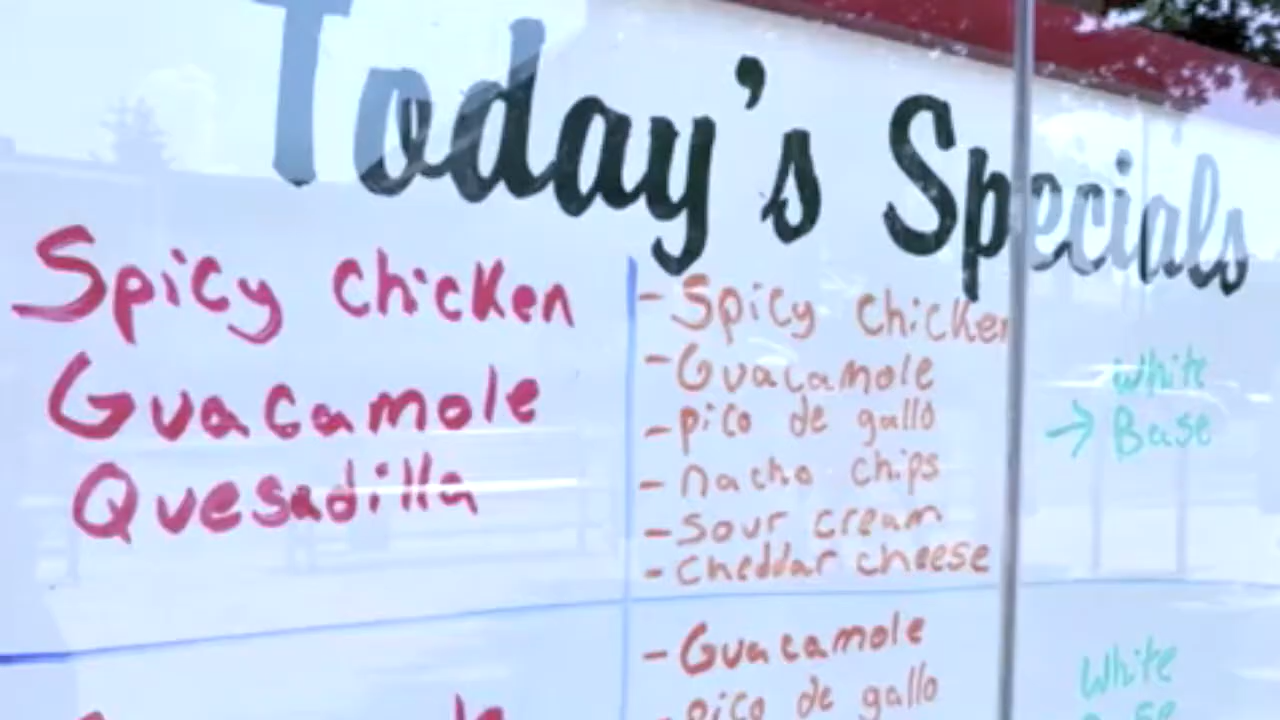 Today's Specials
Spicy chicken
Guacamole
Quesadilla
- Spicy chicken
- Guacamole
- pico de gallo
- nacho chips
- sour cream
- Cheddar cheese
White
→ Base
- Guacamole
- pico de gallo
White
Base